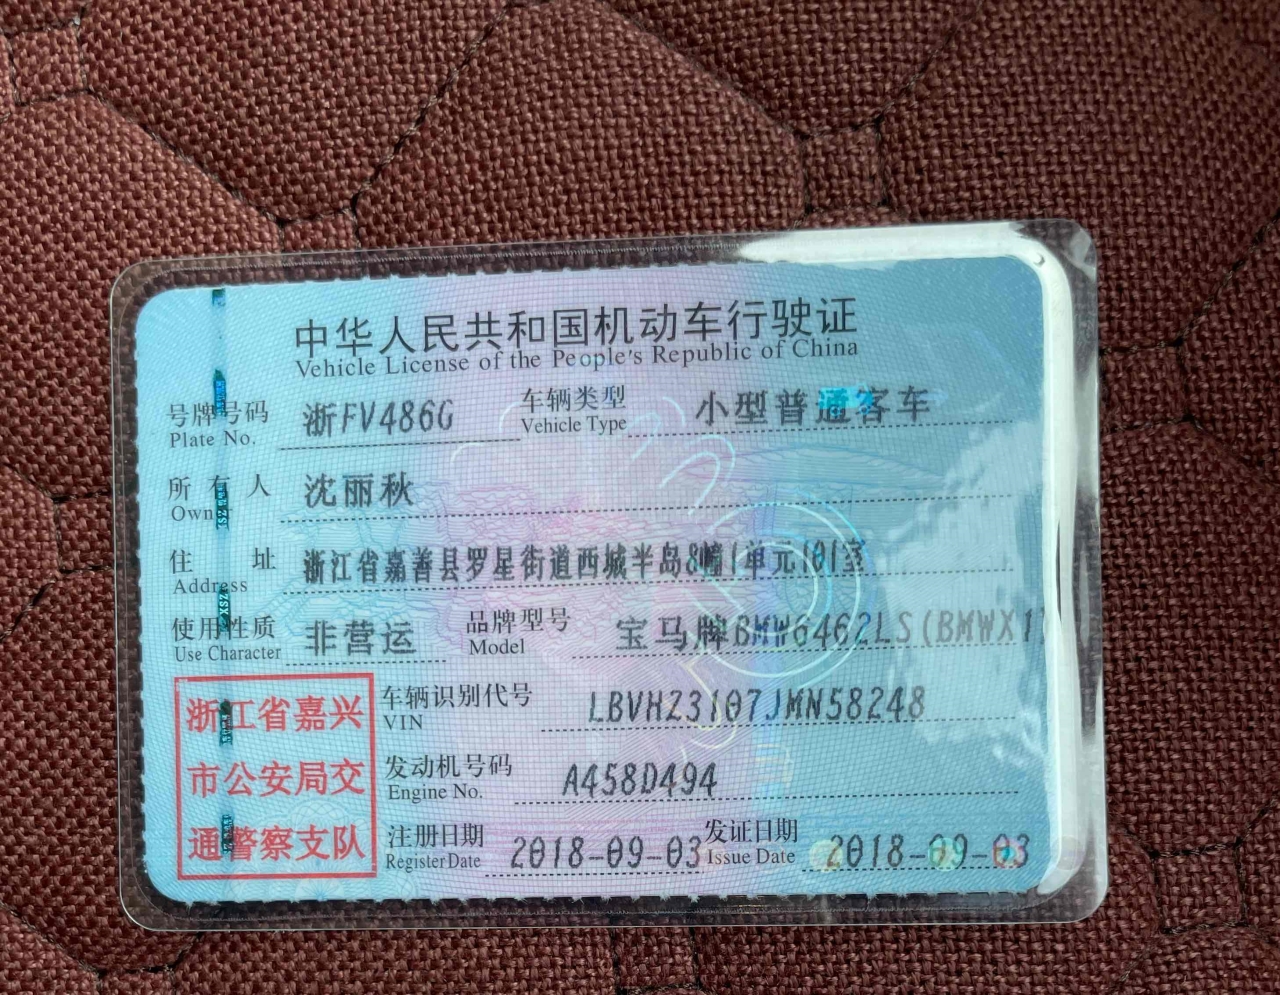 中华人民共和国机动车行驶证
Vehicle License of the People's Republic of China
号牌号码 浙FV486G 车辆类型 小型普通客车
Plate No. Vehicle Type
所有人 沈丽秋
Own
住址 浙江省嘉善县罗星街道西城半岛8幢1单元101室
Address
使用性质 非营运 品牌型号 宝马牌BMW6462LS(BMWX1)
Use Character Model
浙江省嘉兴 车辆识别代号 LBVHZ3107JMN58248
VIN
市公安局交 发动机号码 A458D494
Engine No.
通警察支队 注册日期 2018-09-03 发证日期 2018-09-03
Register Date Issue Date